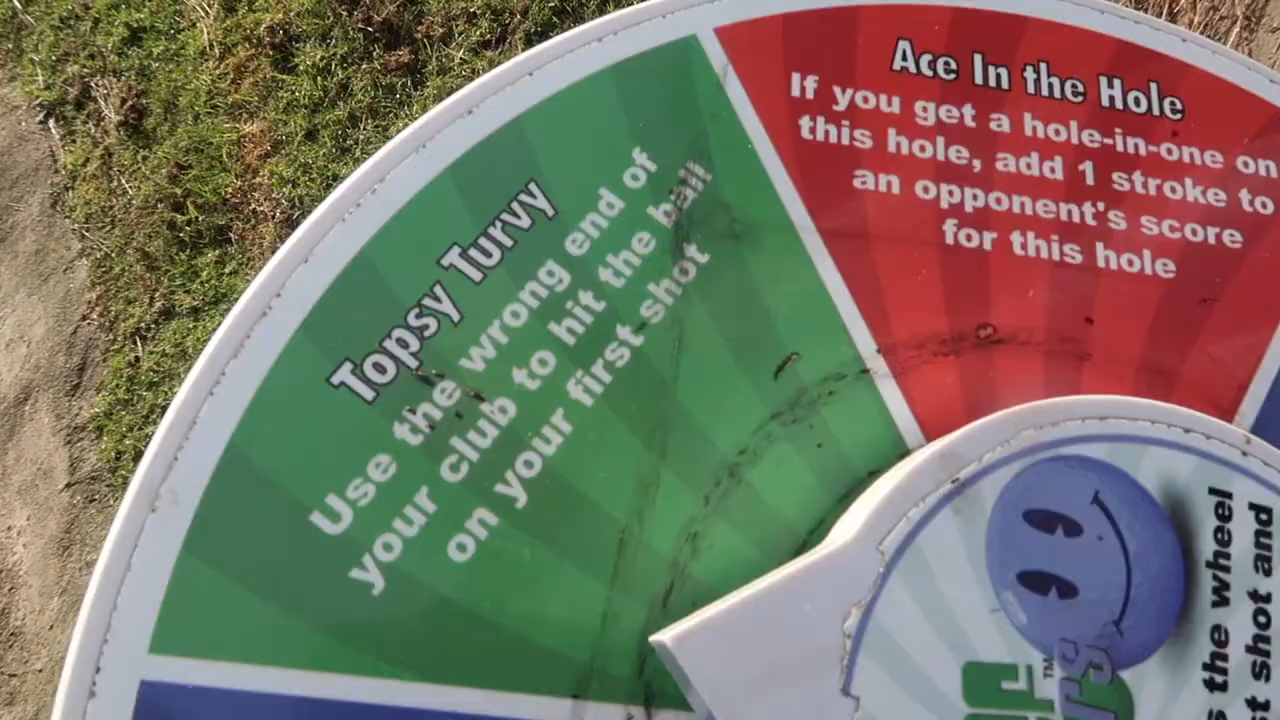 Topsy Turvy
Use the wrong end of
your club to hit the ball
on your first shot
Ace In the Hole
If you get a hole-in-one on
this hole, add 1 stroke to
an opponent's score
for this hole
the wheel
shot and
TM